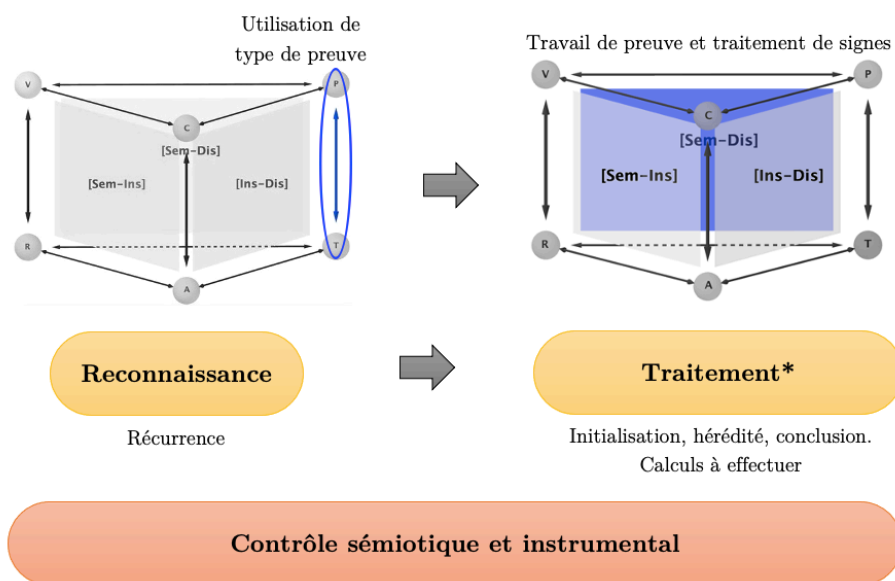 Utilisation de
type de preuve
V
P
C
[Sem-Dis]
[Sem-Ins]
[Ins-Dis]
R
T
A
Reconnaissance
Récurrence
Travail de preuve et traitement de signes
V
P
C
[Sem-Dis]
[Sem-Ins]
[Ins-Dis]
R
T
A
Traitement*
Initialisation, hérédité, conclusion.
Calculs à effectuer
Contrôle sémiotique et instrumental